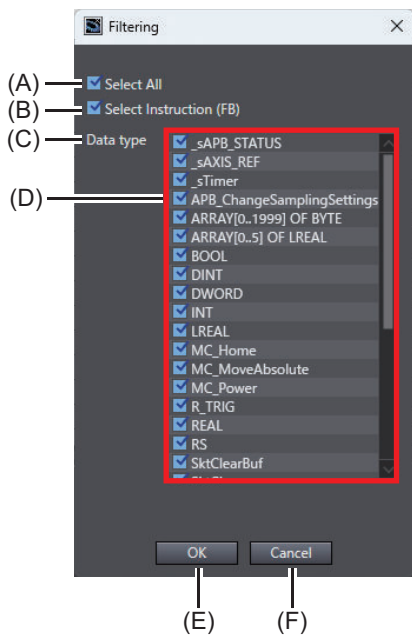 Filtering
(A) Select All
(B) Select Instruction (FB)
(C) Data type
(D)
_sAPB_STATUS
_sAXIS_REF
_sTimer
APB_ChangeSamplingSettings
ARRAY[0..1999] OF BYTE
ARRAY[0..5] OF LREAL
BOOL
DINT
DWORD
INT
LREAL
MC_Home
MC_MoveAbsolute
MC_Power
R_TRIG
REAL
RS
SktClearBuf
OK Cancel
(E) (F)